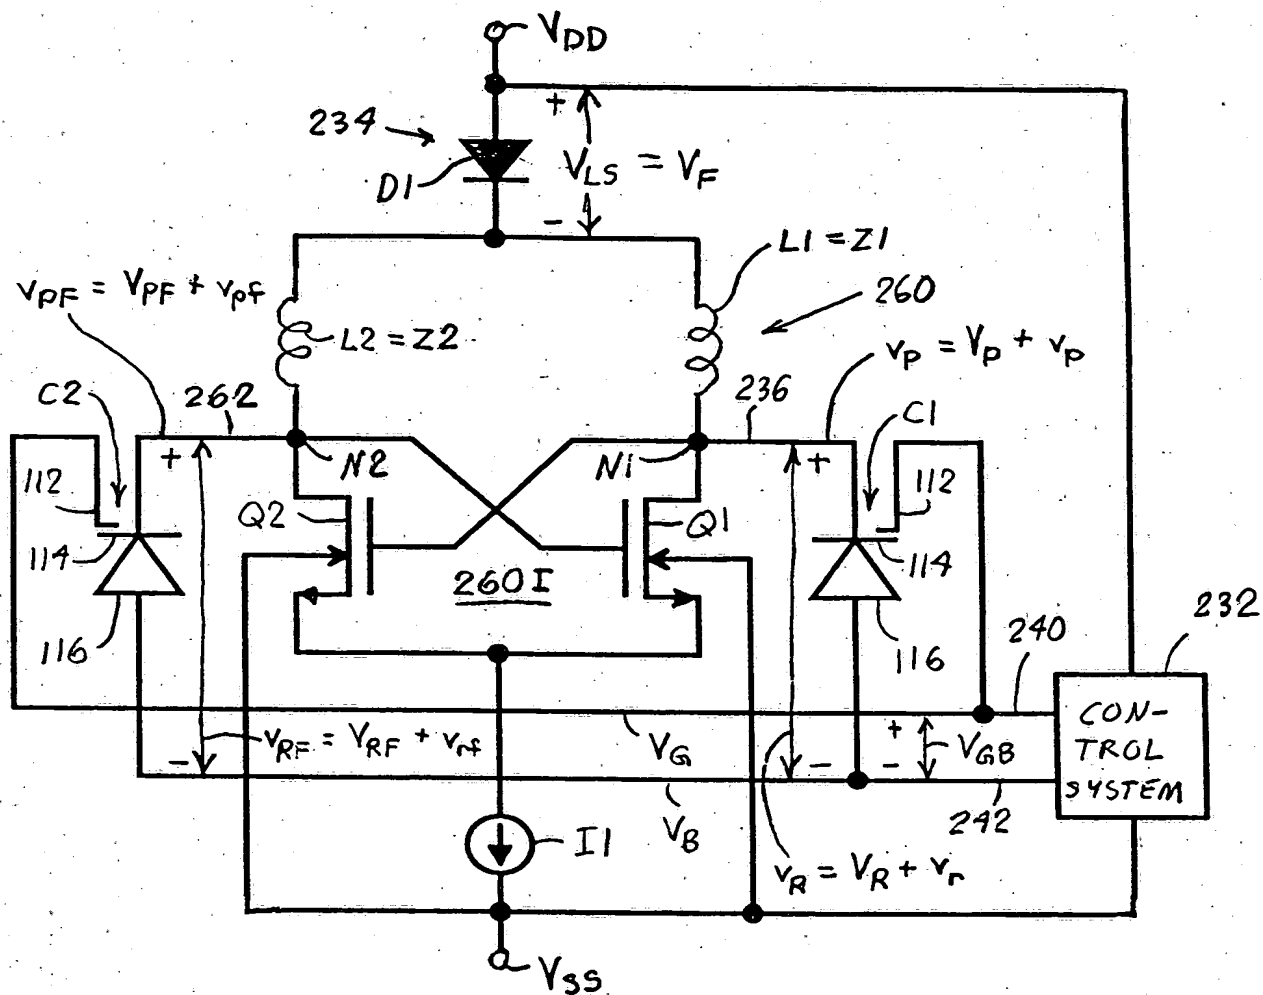 VDD
234
D1
+
VLS = VF
-
L1 = Z1
260
vPF = VPF + vpf
L2 = Z2
vP = VP + vp
C2
262
236
C1
+
N2
N1
+
112
Q2
Q1
112
114
260I
114
116
116
240
232
CON-
TROL
SYSTEM
vRF = VRF + vrf
-
VG
-
+
VGB
-
VB
242
I1
vR = VR + vr
VSS